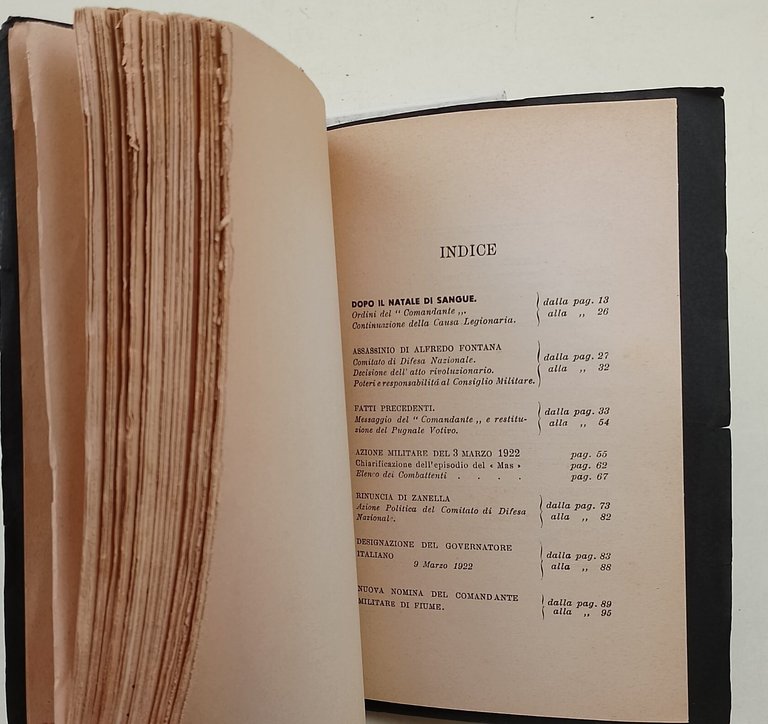 INDICE
DOPO IL NATALE DI SANGUE. dalla pag. 13
Ordini del " Comandante „. alla „ 26
Continuazione della Causa Legionaria.
ASSASSINIO DI ALFREDO FONTANA
Comitato di Difesa Nazionale. dalla pag. 27
Decisione dell' atto rivoluzionario. alla „ 32
Poteri e responsabilitá al Consiglio Militare.
FATTI PRECEDENTI. dalla pag. 33
Messaggio del " Comandante „ e restitu- alla „ 54
zione del Pugnale Votivo.
AZIONE MILITARE DEL 3 MARZO 1922 pag. 55
Chiarificazione dell'episodio del « Mas » pag. 62
Elenco dei Combattenti . . . . pag. 67
RINUNCIA DI ZANELLA dalla pag. 73
Azione Politica del Comitato di Difesa alla „ 82
Nazionale.
DESIGNAZIONE DEL GOVERNATORE
ITALIANO dalla pag. 83
9 Marzo 1922 alla „ 88
NUOVA NOMINA DEL COMANDANTE dalla pag. 89
MILITARE DI FIUME. alla „ 95